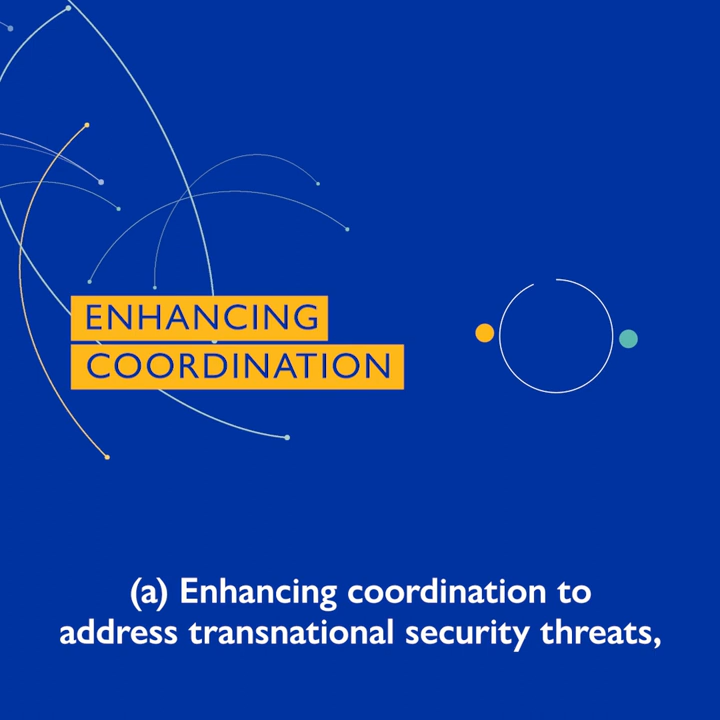 ENHANCING
COORDINATION
(a) Enhancing coordination to
address transnational security threats,